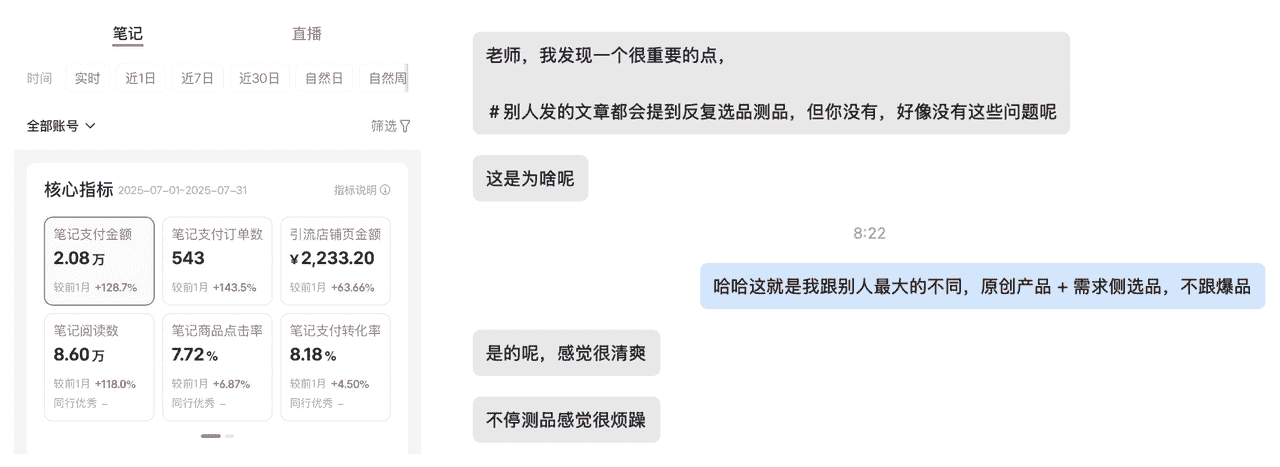 笔记 直播
时间 实时 近1日 近7日 近30日 自然日 自然周
全部账号 筛选
核心指标 2025-07-01~2025-07-31 指标说明
笔记支付金额 笔记支付订单数 引流店铺页金额
2.08万 543 ¥2,233.20
较前1月 +128.7% 较前1月 +143.5% 较前1月 +63.66%
笔记阅读数 笔记商品点击率 笔记支付转化率
8.60万 7.72% 8.18%
较前1月 +118.0% 较前1月 +6.87% 较前1月 +4.50%
同行优秀 – 同行优秀 – 同行优秀 –
老师，我发现一个很重要的点，
# 别人发的文章都会提到反复选品测品，但你没有，好像没有这些问题呢
这是为啥呢
8:22
哈哈这就是我跟别人最大的不同，原创产品 + 需求侧选品，不跟爆品
是的呢，感觉很清爽
不停测品感觉很烦躁